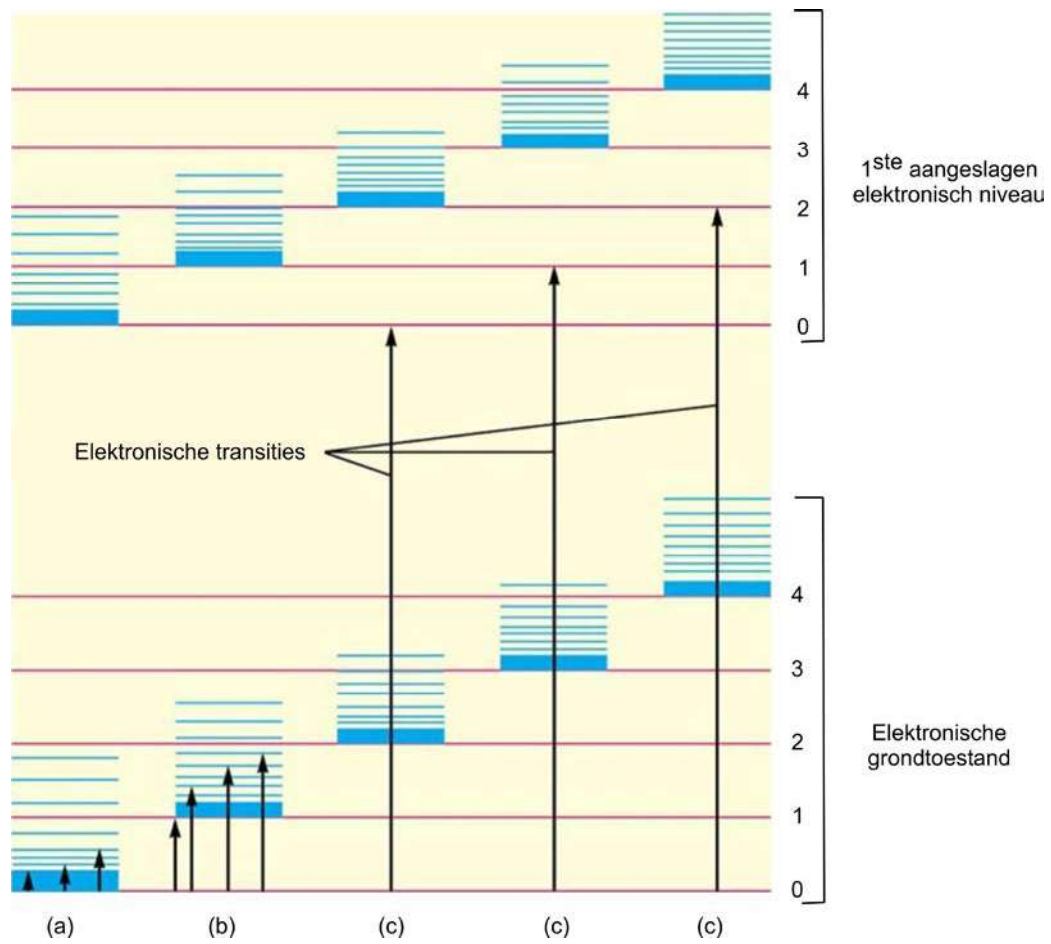 4
3
1ste aangeslagen
elektronisch niveau
2
1
0
Elektronische transities
4
3
Elektronische
grondtoestand
2
1
0
(a) (b) (c) (c) (c)